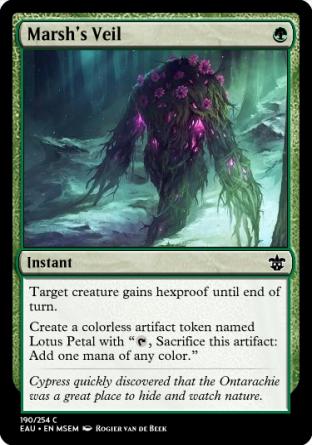 Marsh's Veil
Instant
Target creature gains hexproof until end of
turn.
Create a colorless artifact token named
Lotus Petal with “, Sacrifice this artifact:
Add one mana of any color.”
Cypress quickly discovered that the Ontarachie
was a great place to hide and watch nature.
190/254 C
EAU • EN MSEM Rogier van de Beek